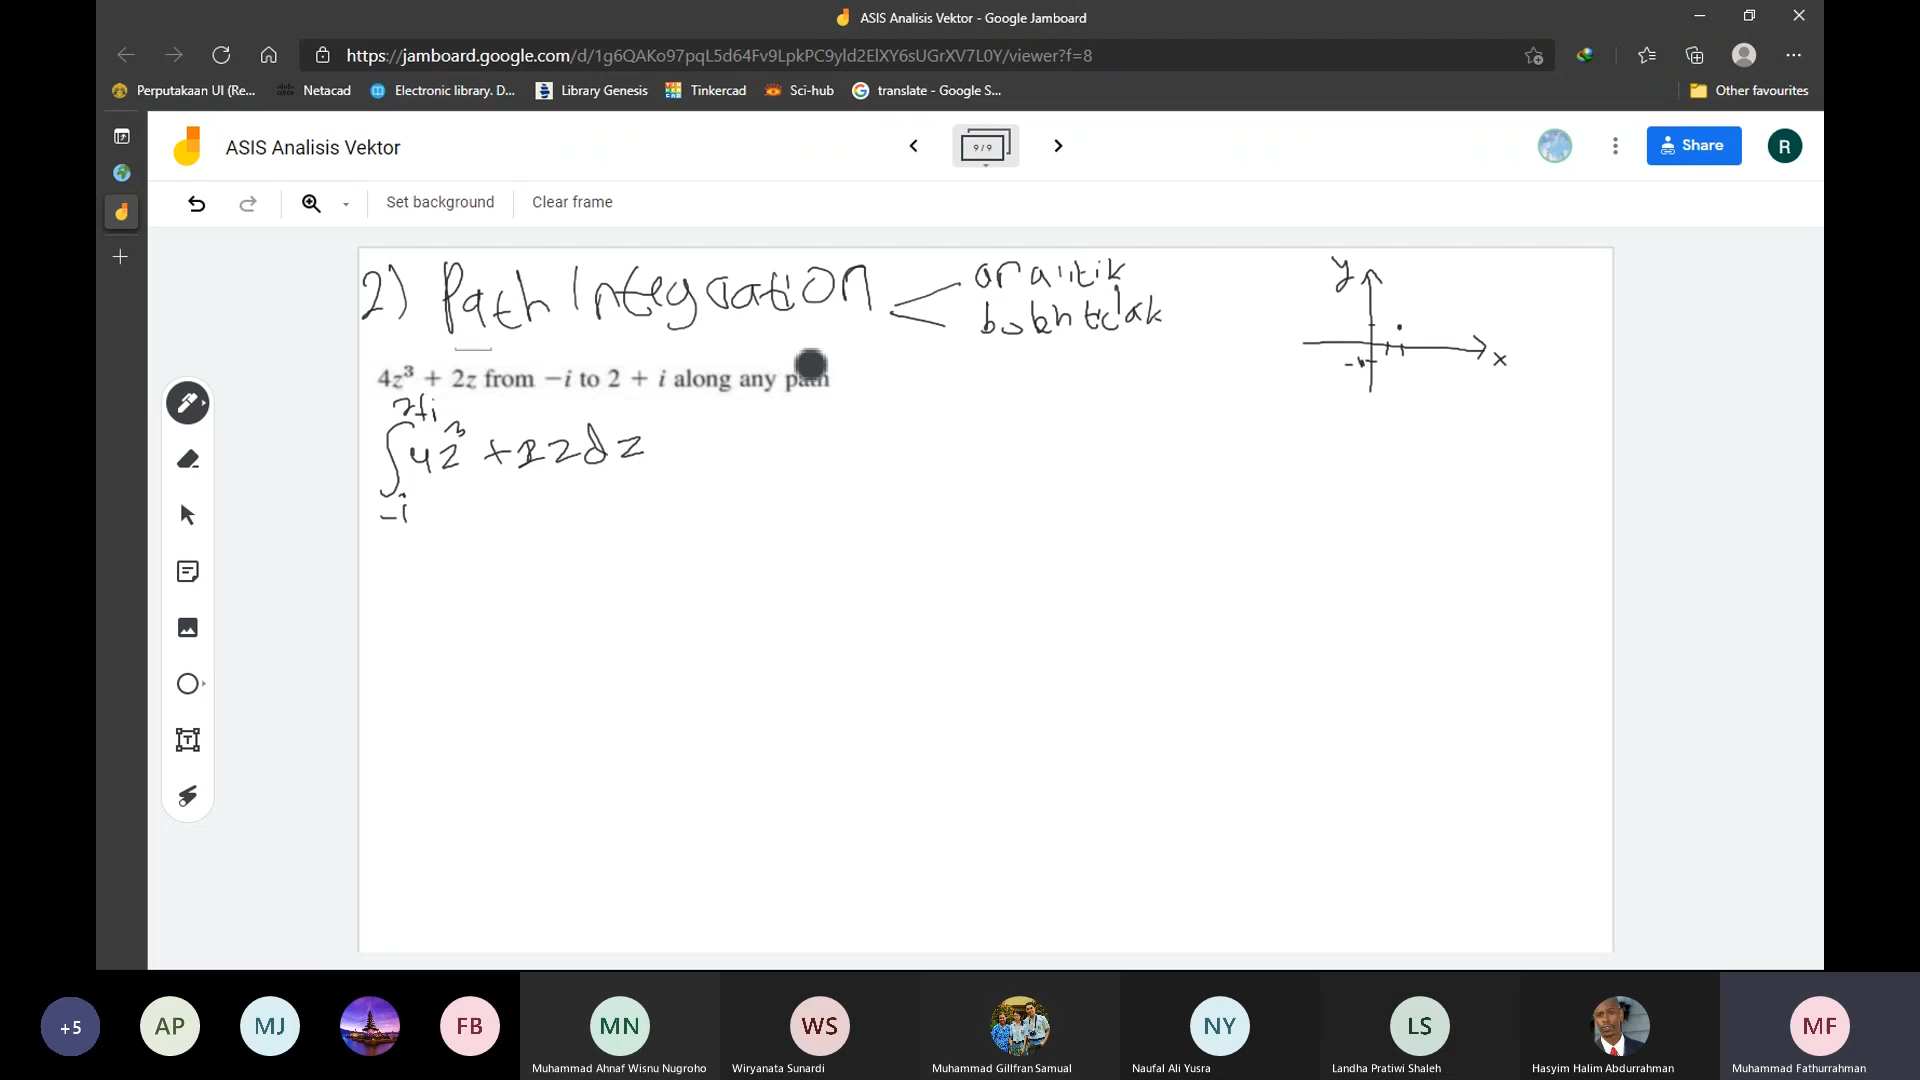 ASIS Analisis Vektor - Google Jamboard
https://jamboard.google.com/d/1g6QAKo97pqL5d64Fv9LpkPC9yld2ElXY6sUGrXV7L0Y/viewer?f=8
Perputakaan UI (Re... Netacad Electronic library. D... Library Genesis Tinkercad Sci-hub translate - Google S... Other favourites
ASIS Analisis Vektor
9 / 9
Share
R
Set background Clear frame
2) Path Integration
analitik
boleh tidak
y
x
-1
4z³ + 2z from −i to 2 + i along any path
2+i
∫ 4z³ + 2z dz
-i
+5 AP MJ FB MN WS NY LS MF
Muhammad Ahnaf Wisnu Nugroho Wiryanata Sunardi Muhammad Gillfran Samual Naufal Ali Yusra Landha Pratiwi Shaleh Hasyim Halim Abdurrahman Muhammad Fathurrahman